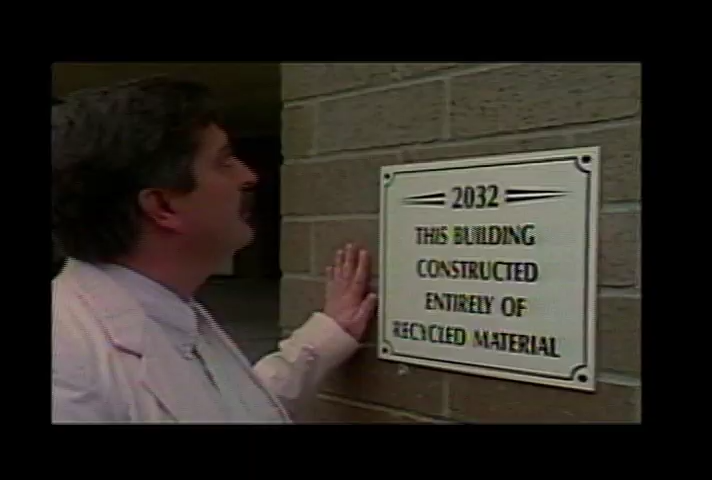 2032
THIS BUILDING
CONSTRUCTED
ENTIRELY OF
RECYCLED MATERIAL